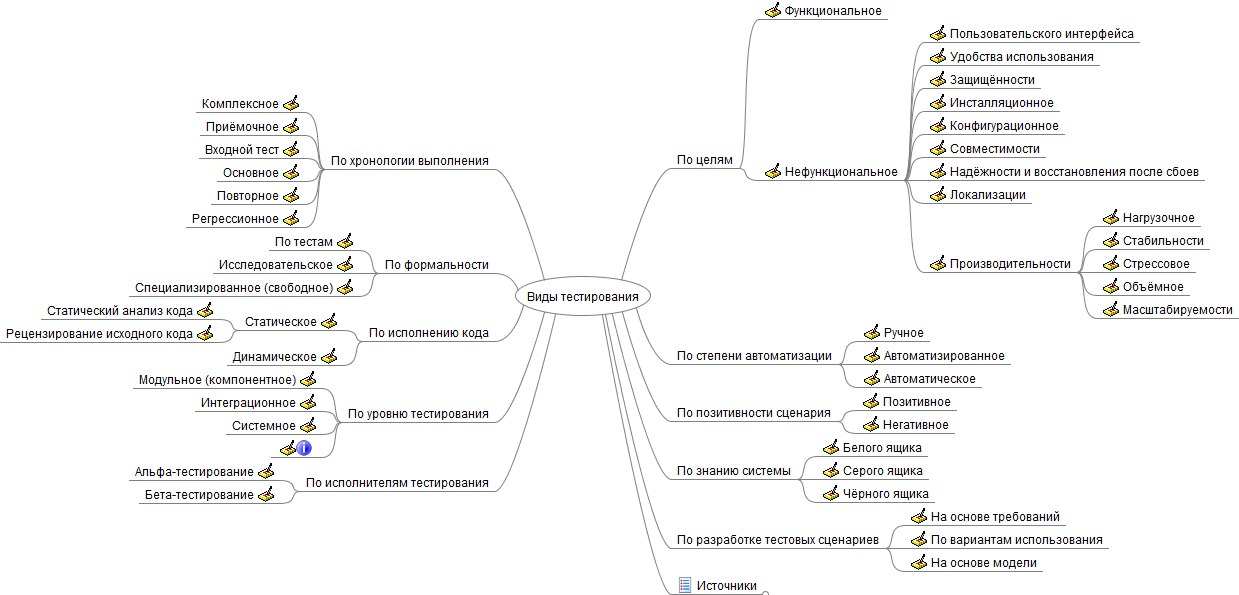 Виды тестирования
По целям
Функциональное
Нефункциональное
Пользовательского интерфейса
Удобства использования
Защищённости
Инсталляционное
Конфигурационное
Совместимости
Надёжности и восстановления после сбоев
Локализации
Производительности
Нагрузочное
Стабильности
Стрессовое
Объёмное
Масштабируемости
По степени автоматизации
Ручное
Автоматизированное
Автоматическое
По позитивности сценария
Позитивное
Негативное
По знанию системы
Белого ящика
Серого ящика
Чёрного ящика
По разработке тестовых сценариев
На основе требований
По вариантам использования
На основе модели
Источники
По хронологии выполнения
Комплексное
Приёмочное
Входной тест
Основное
Повторное
Регрессионное
По формальности
По тестам
Исследовательское
Специализированное (свободное)
По исполнению кода
Статическое
Статический анализ кода
Рецензирование исходного кода
Динамическое
По уровню тестирования
Модульное (компонентное)
Интеграционное
Системное
По исполнителям тестирования
Альфа-тестирование
Бета-тестирование